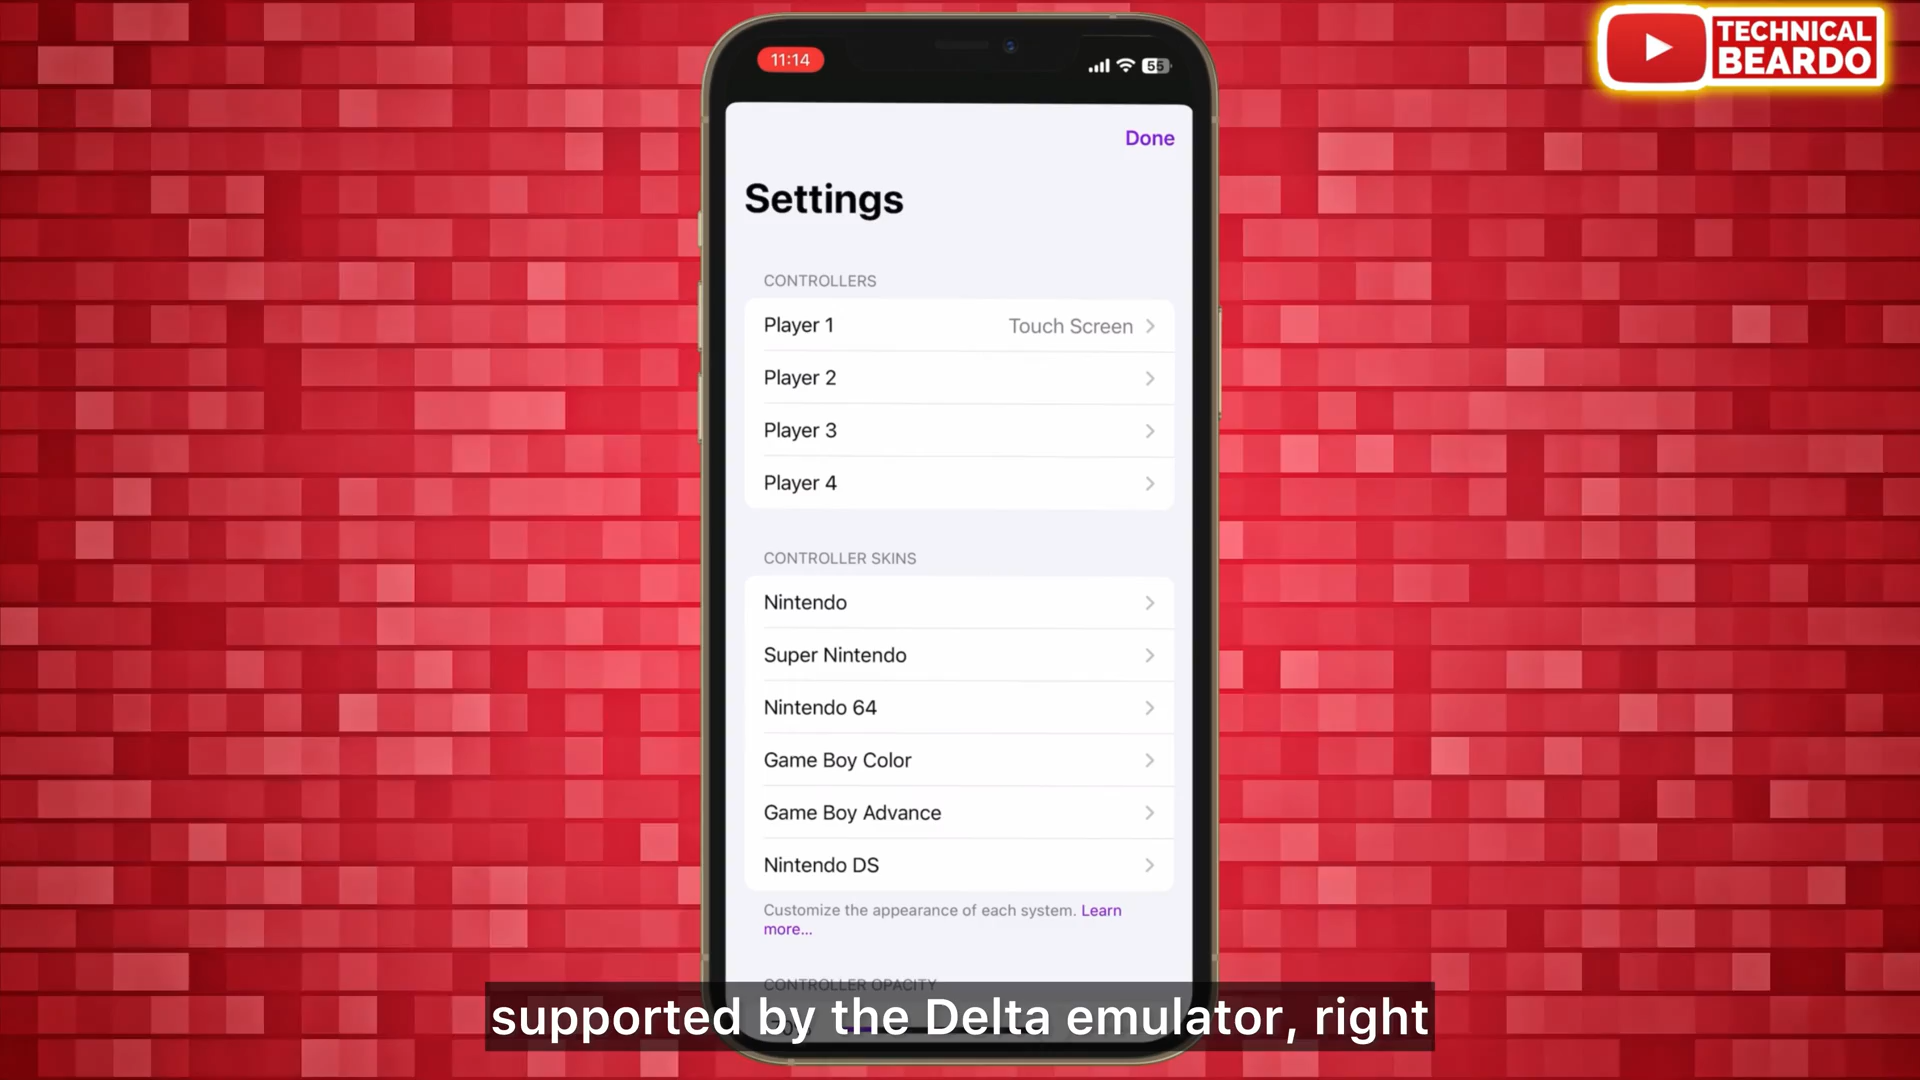 TECHNICAL
BEARDO
11:14
55
Done
Settings
CONTROLLERS
Player 1 Touch Screen
Player 2
Player 3
Player 4
CONTROLLER SKINS
Nintendo
Super Nintendo
Nintendo 64
Game Boy Color
Game Boy Advance
Nintendo DS
Customize the appearance of each system. Learn
more...
CONTROLLER OPACITY
supported by the Delta emulator, right